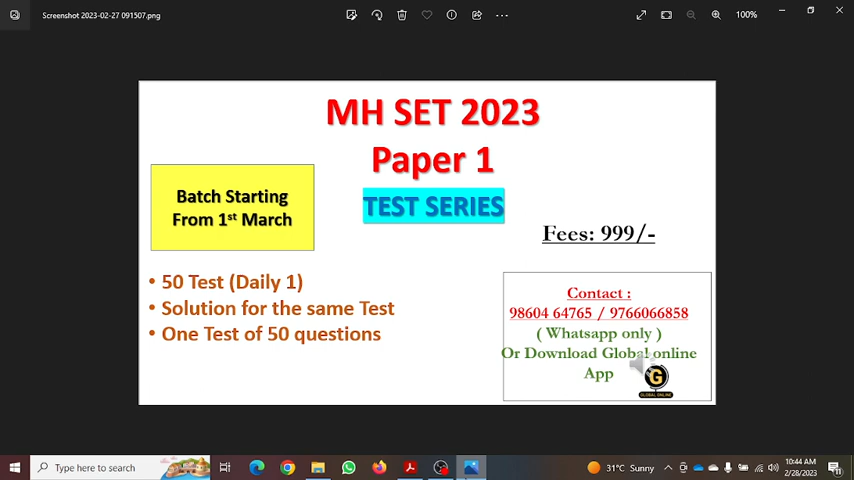 Screenshot 2023-02-27 091507.png
100%
MH SET 2023
Paper 1
TEST SERIES
Batch Starting
From 1st March
Fees: 999/-
• 50 Test (Daily 1)
• Solution for the same Test
• One Test of 50 questions
Contact :
98604 64765 / 9766066858
( Whatsapp only )
Or Download Global online
App
G
GLOBAL ONLINE
Type here to search
31°C Sunny
10:44 AM
2/28/2023
11